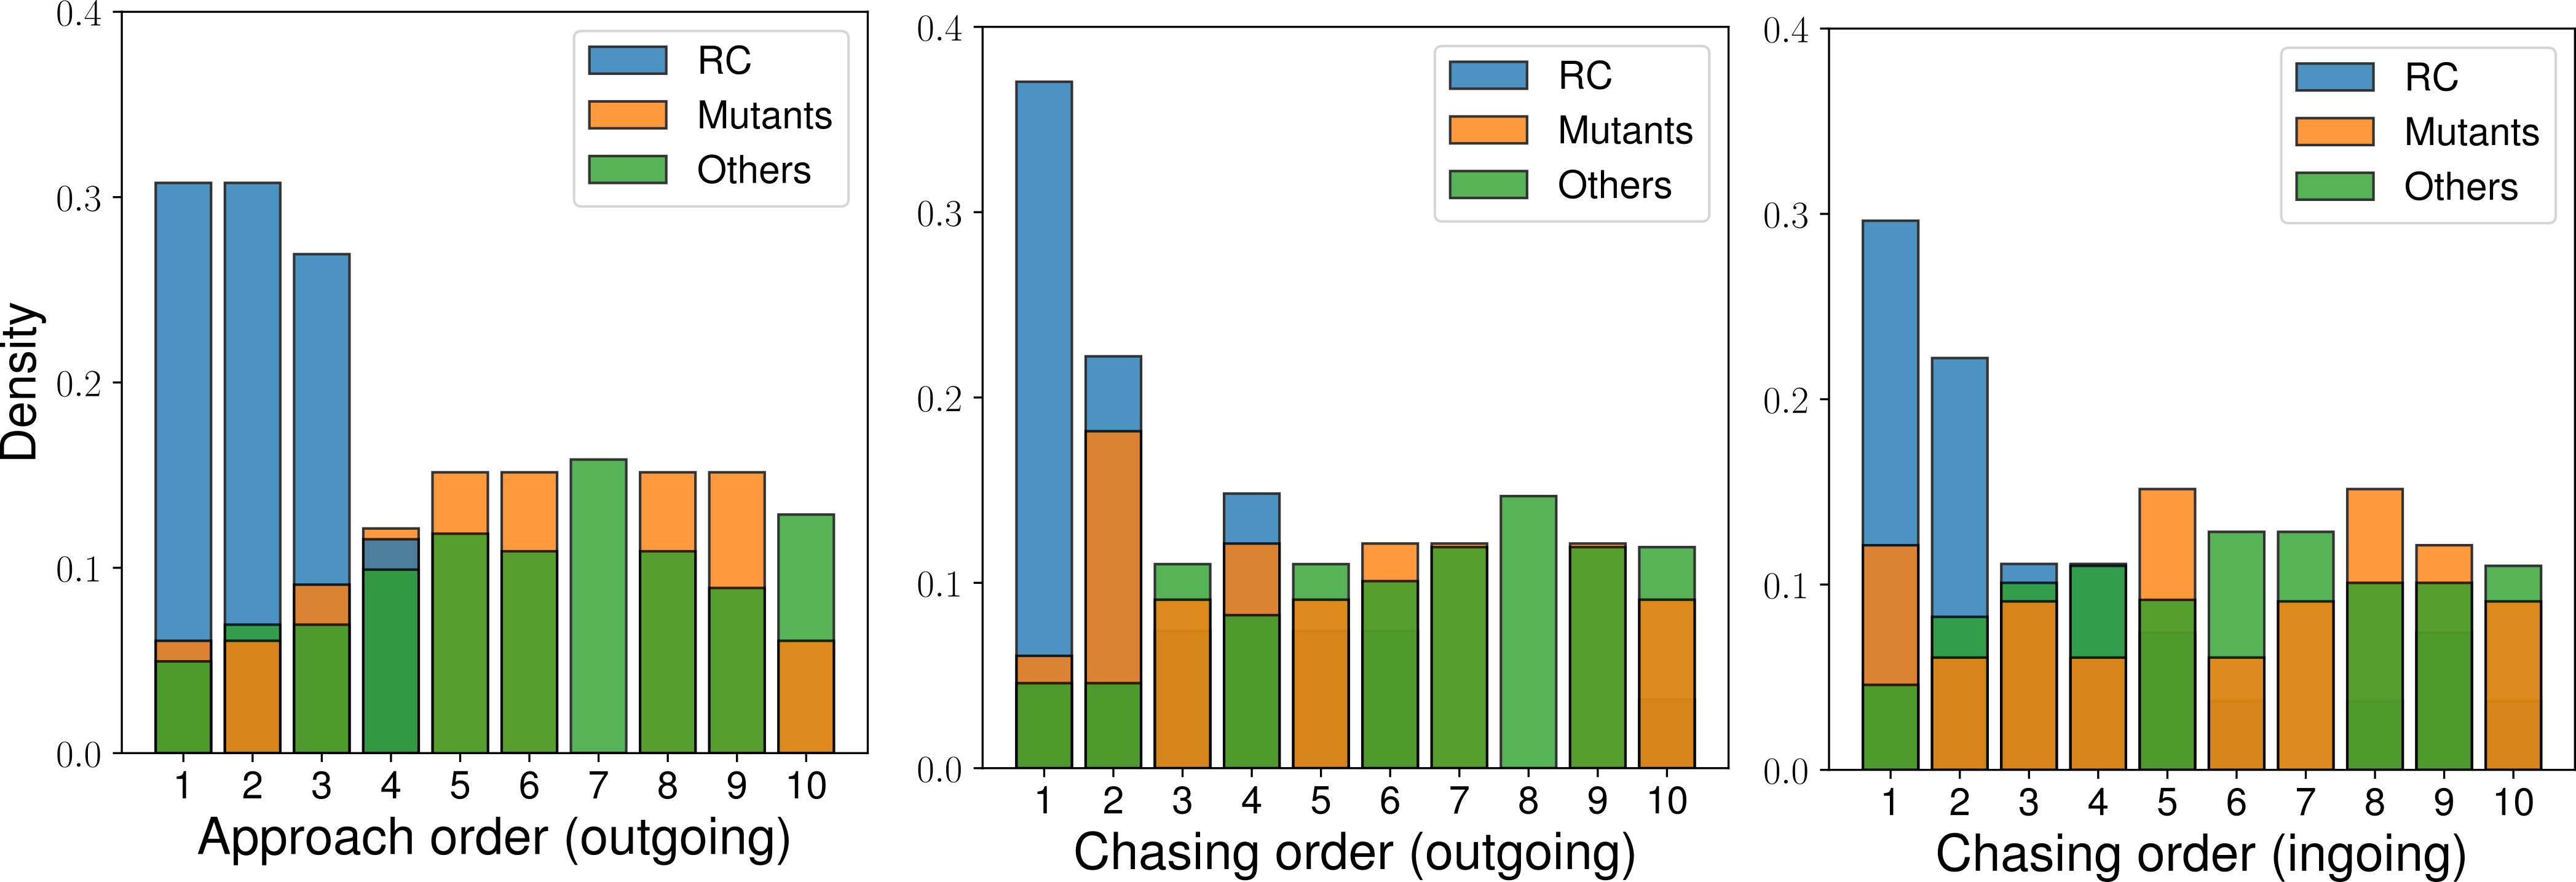 Density
0.4
0.3
0.2
0.1
0.0
RC
Mutants
Others
1 2 3 4 5 6 7 8 9 10
Approach order (outgoing)
0.4
0.3
0.2
0.1
0.0
RC
Mutants
Others
1 2 3 4 5 6 7 8 9 10
Chasing order (outgoing)
0.4
0.3
0.2
0.1
0.0
RC
Mutants
Others
1 2 3 4 5 6 7 8 9 10
Chasing order (ingoing)